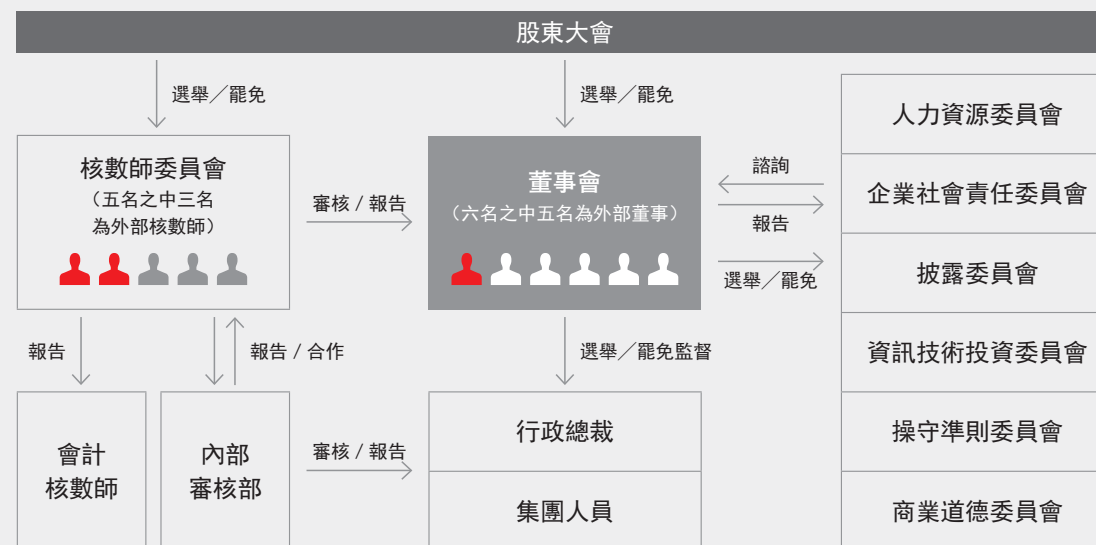 股東大會
選舉／罷免
選舉／罷免
核數師委員會
（五名之中三名
為外部核數師）
審核 / 報告
董事會
（六名之中五名為外部董事）
諮詢
報告
選舉／罷免
人力資源委員會
企業社會責任委員會
披露委員會
資訊技術投資委員會
操守準則委員會
商業道德委員會
報告
報告 / 合作
選舉／罷免監督
會計
核數師
內部
審核部
審核 / 報告
行政總裁
集團人員